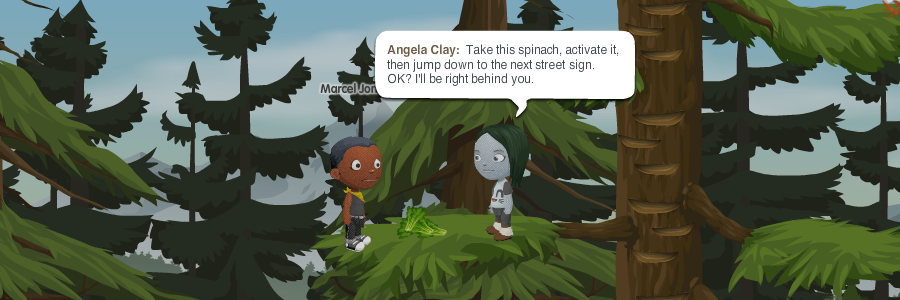 Angela Clay: Take this spinach, activate it,
then jump down to the next street sign.
OK? I'll be right behind you.
Marcel